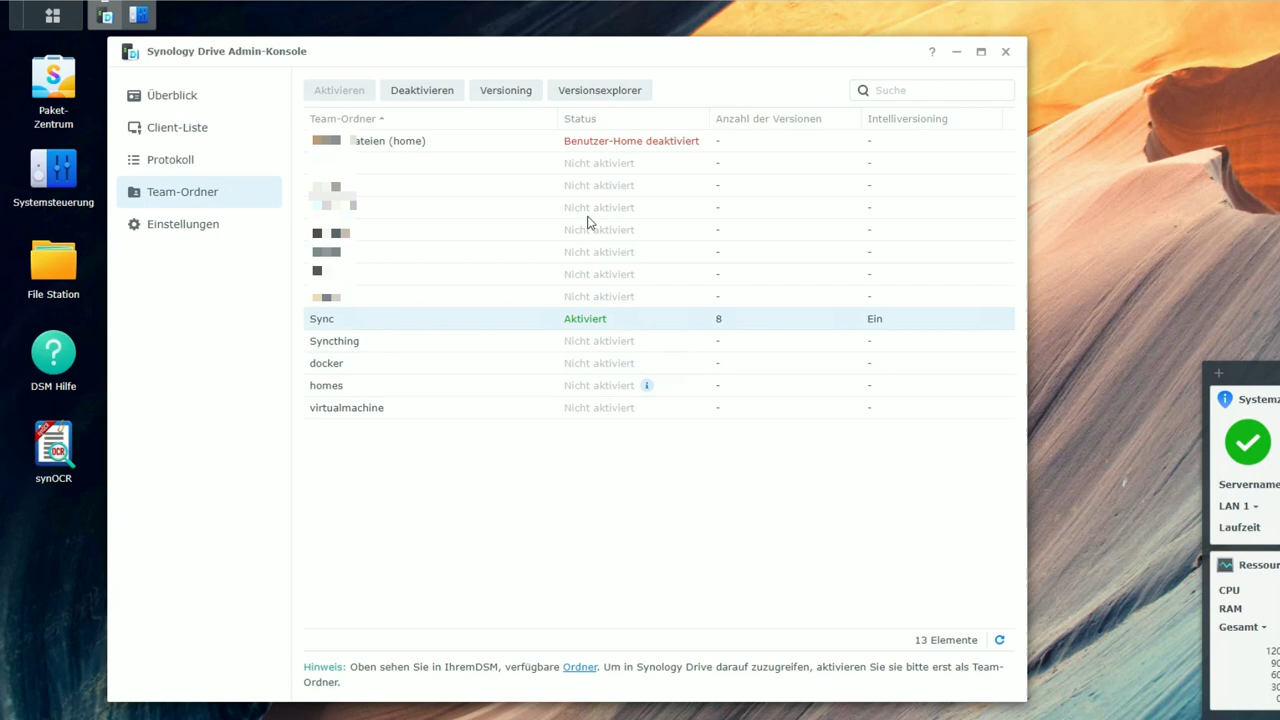 Synology Drive Admin-Konsole
Paket-
Zentrum
Systemsteuerung
File Station
DSM Hilfe
synOCR
Überblick
Client-Liste
Protokoll
Team-Ordner
Einstellungen
Aktivieren Deaktivieren Versioning Versionsexplorer Suche
Team-Ordner Status Anzahl der Versionen Intelliversioning
ateien (home) Benutzer-Home deaktiviert - -
Nicht aktiviert - -
Nicht aktiviert - -
Nicht aktiviert - -
Nicht aktiviert - -
Nicht aktiviert - -
Nicht aktiviert - -
Nicht aktiviert - -
Sync Aktiviert 8 Ein
Syncthing Nicht aktiviert - -
docker Nicht aktiviert - -
homes Nicht aktiviert - -
virtualmachine Nicht aktiviert - -
13 Elemente
Hinweis: Oben sehen Sie in IhremDSM, verfügbare Ordner. Um in Synology Drive darauf zuzugreifen, aktivieren Sie sie bitte erst als Team-
Ordner.
Systemz
Servername
LAN 1
Laufzeit
Ressour
CPU
RAM
Gesamt